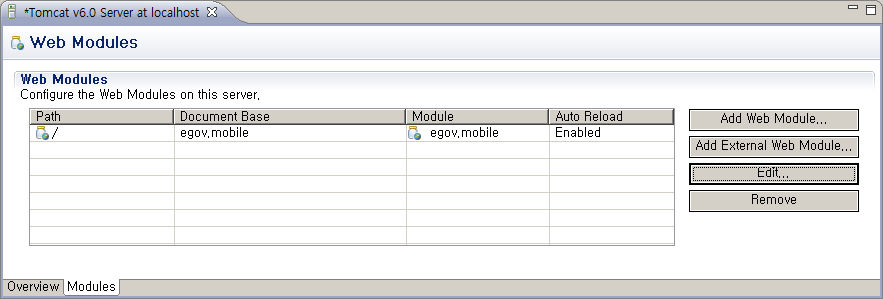 *Tomcat v6.0 Server at localhost
Web Modules
Web Modules
Configure the Web Modules on this server.
Path Document Base Module Auto Reload
/ egov.mobile egov.mobile Enabled
Add Web Module...
Add External Web Module...
Edit...
Remove
Overview Modules